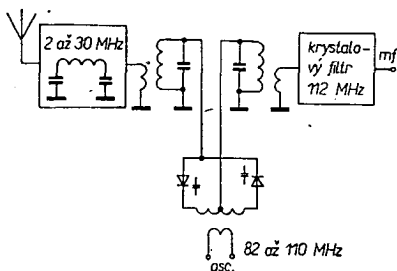 2 až 30 MHz
krystalo-
vý filtr
112 MHz
mf
82 až 110 MHz
osc.